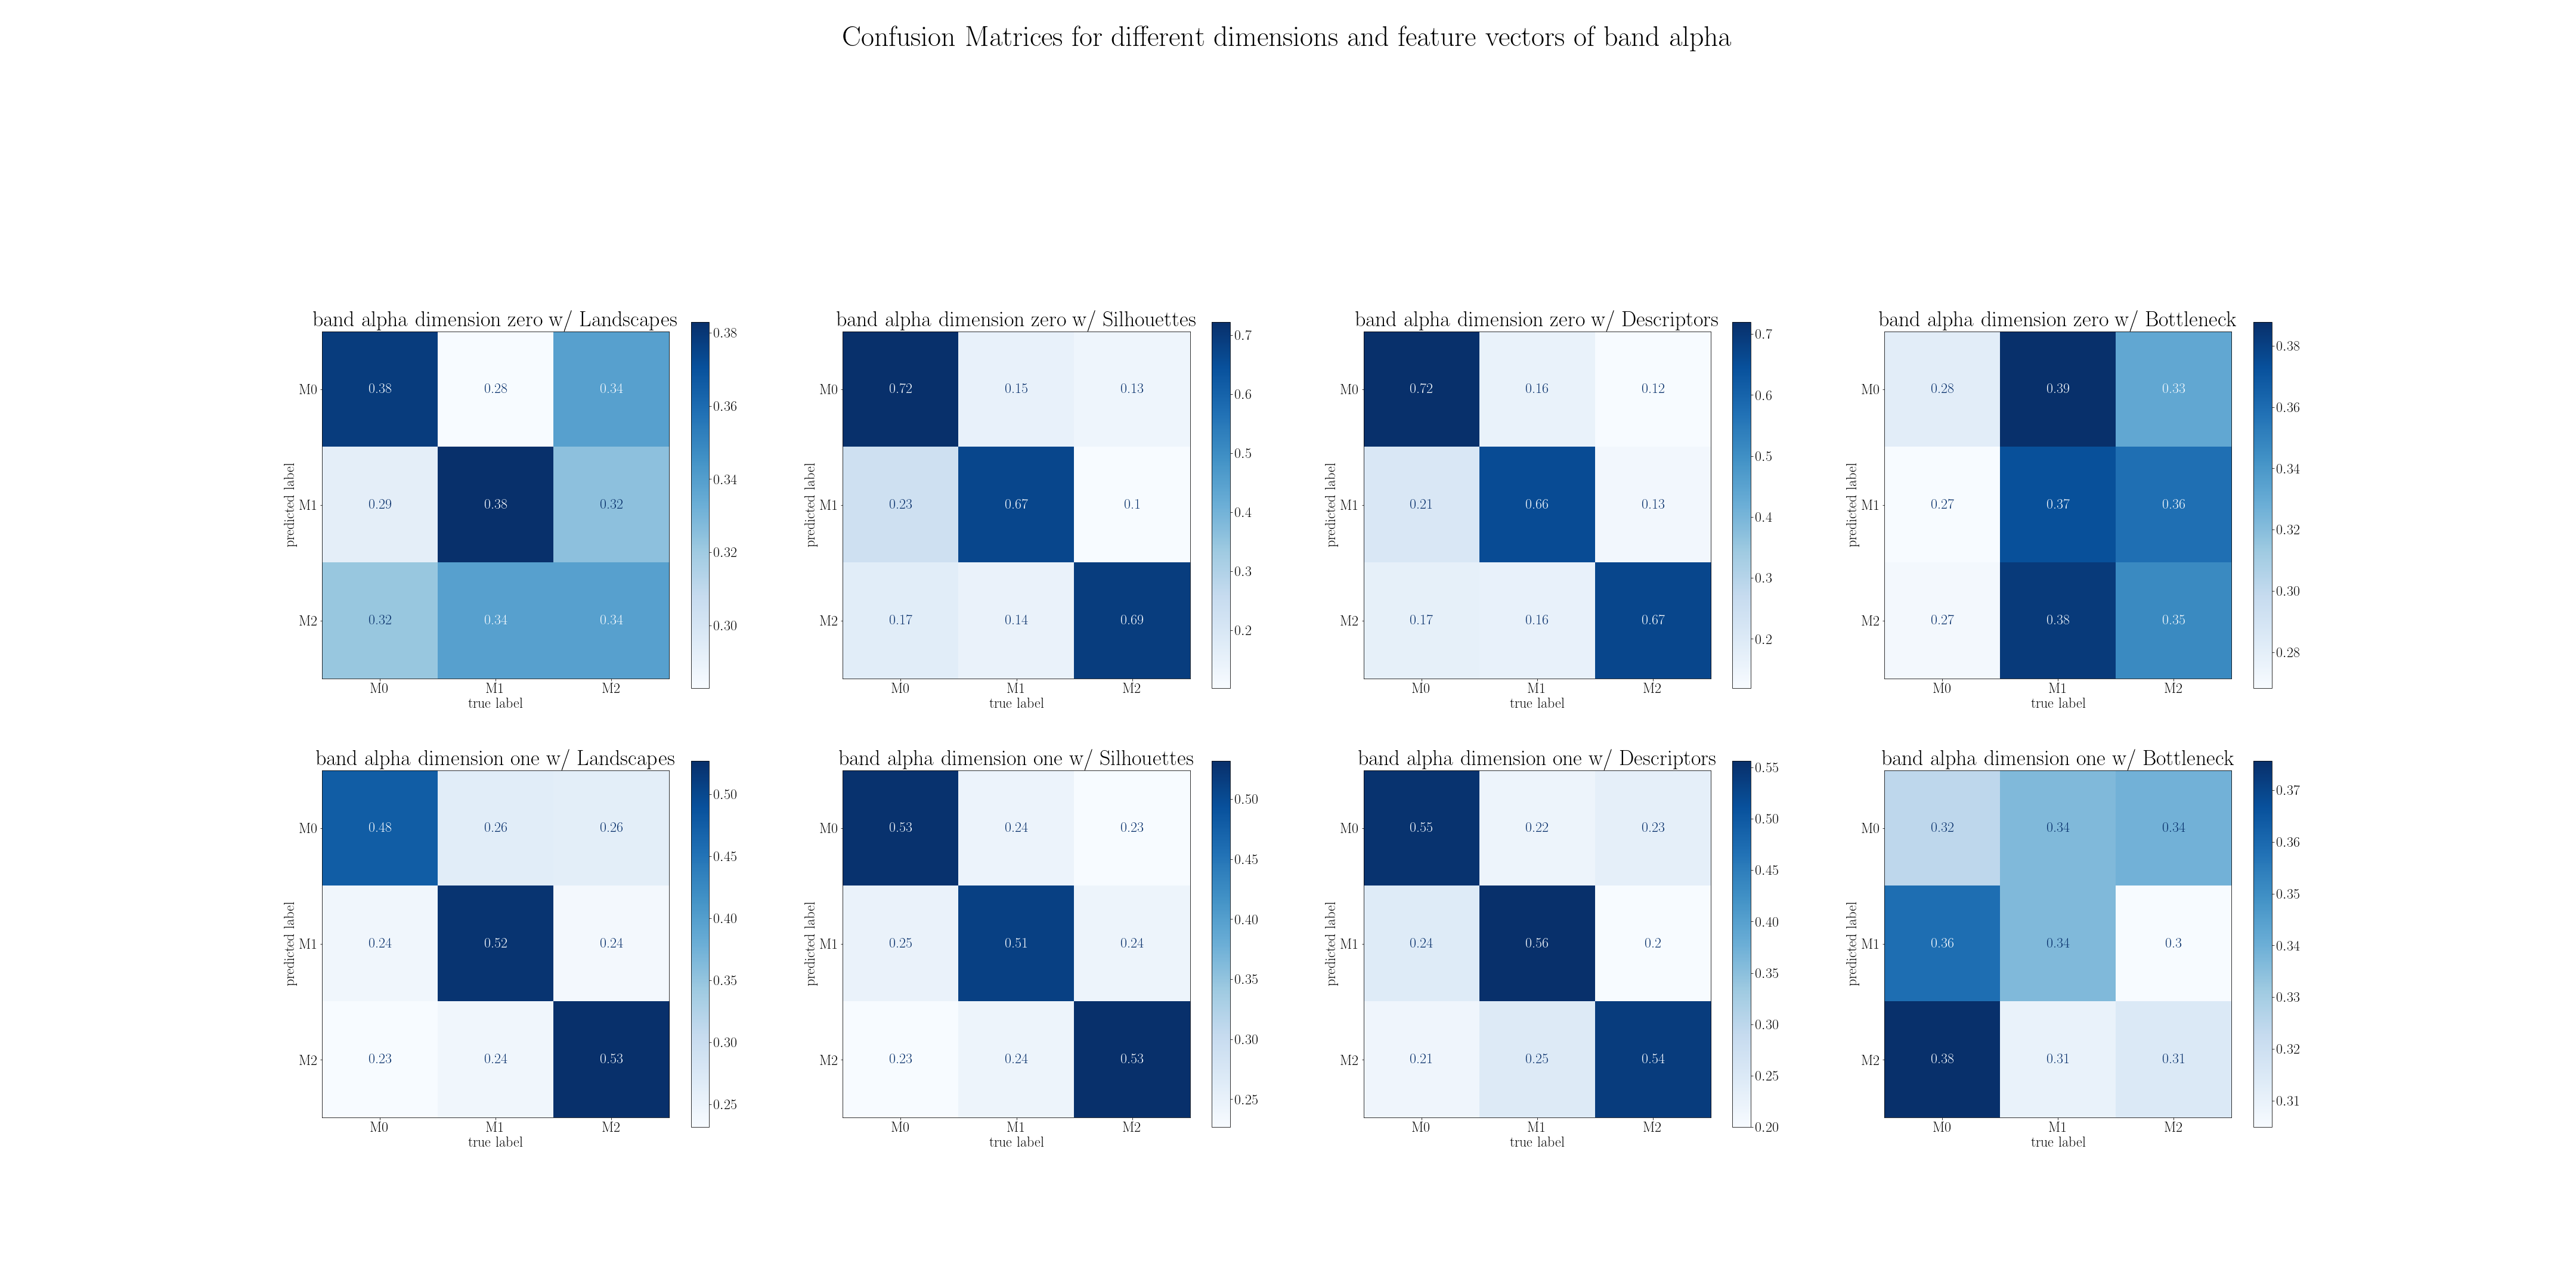 Confusion Matrices for different dimensions and feature vectors of band alpha
band alpha dimension zero w/ Landscapes
predicted label
M0 0.38 0.28 0.34
M1 0.29 0.38 0.32
M2 0.32 0.34 0.34
M0 M1 M2
true label
0.38
0.36
0.34
0.32
0.30
band alpha dimension zero w/ Silhouettes
predicted label
M0 0.72 0.15 0.13
M1 0.23 0.67 0.1
M2 0.17 0.14 0.69
M0 M1 M2
true label
0.7
0.6
0.5
0.4
0.3
0.2
band alpha dimension zero w/ Descriptors
predicted label
M0 0.72 0.16 0.12
M1 0.21 0.66 0.13
M2 0.17 0.16 0.67
M0 M1 M2
true label
0.7
0.6
0.5
0.4
0.3
0.2
band alpha dimension zero w/ Bottleneck
predicted label
M0 0.28 0.39 0.33
M1 0.27 0.37 0.36
M2 0.27 0.38 0.35
M0 M1 M2
true label
0.38
0.36
0.34
0.32
0.30
0.28
band alpha dimension one w/ Landscapes
predicted label
M0 0.48 0.26 0.26
M1 0.24 0.52 0.24
M2 0.23 0.24 0.53
M0 M1 M2
true label
0.50
0.45
0.40
0.35
0.30
0.25
band alpha dimension one w/ Silhouettes
predicted label
M0 0.53 0.24 0.23
M1 0.25 0.51 0.24
M2 0.23 0.24 0.53
M0 M1 M2
true label
0.50
0.45
0.40
0.35
0.30
0.25
band alpha dimension one w/ Descriptors
predicted label
M0 0.55 0.22 0.23
M1 0.24 0.56 0.2
M2 0.21 0.25 0.54
M0 M1 M2
true label
0.55
0.50
0.45
0.40
0.35
0.30
0.25
0.20
band alpha dimension one w/ Bottleneck
predicted label
M0 0.32 0.34 0.34
M1 0.36 0.34 0.3
M2 0.38 0.31 0.31
M0 M1 M2
true label
0.37
0.36
0.35
0.34
0.33
0.32
0.31